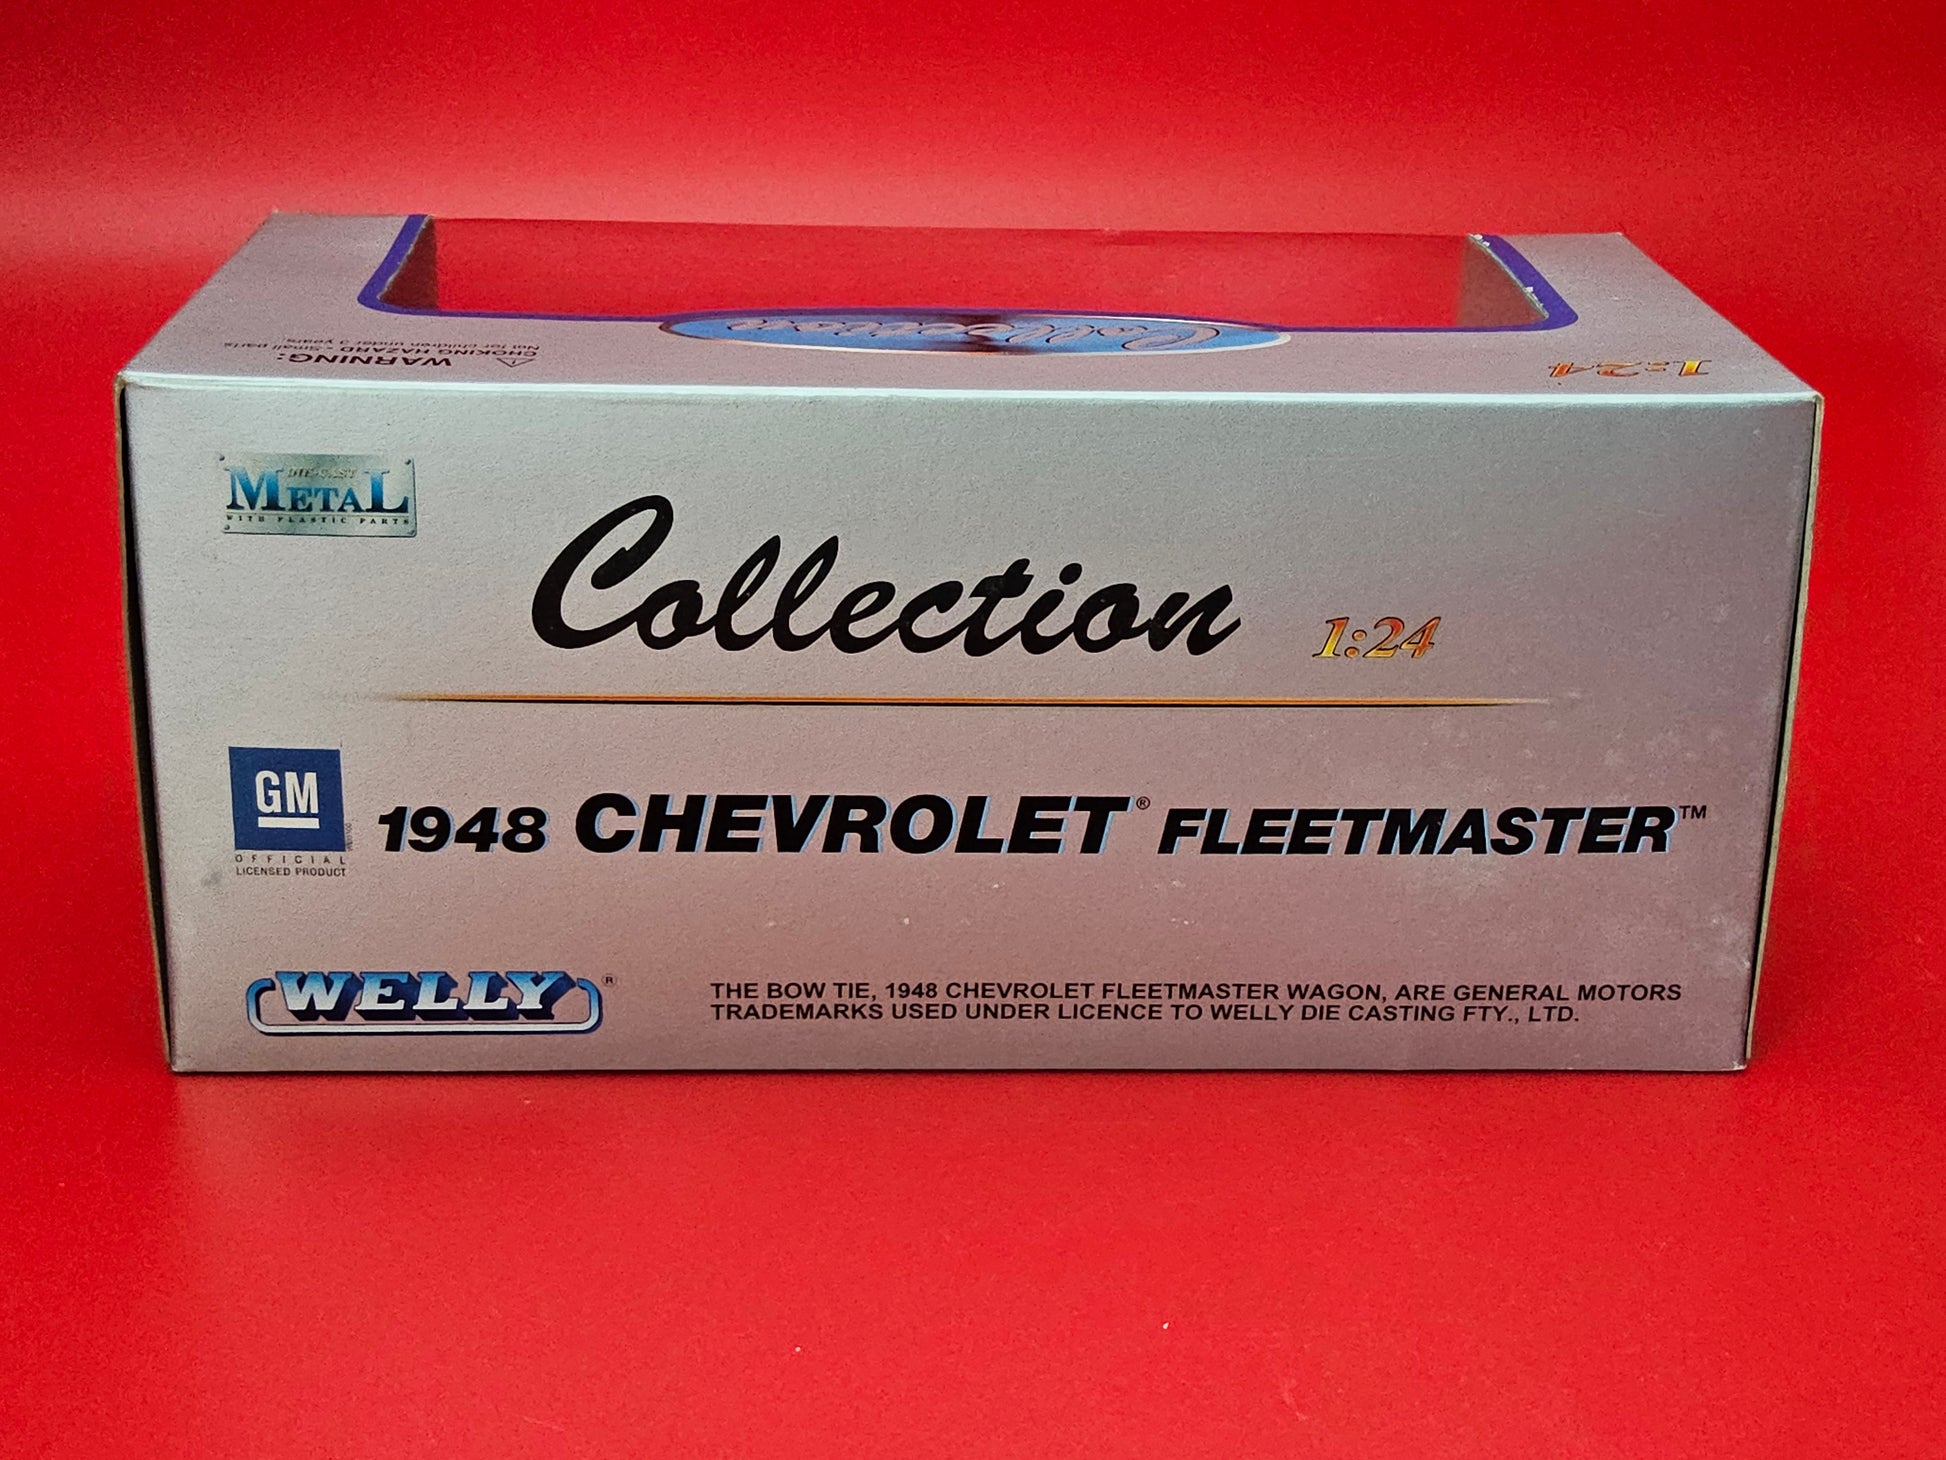 Collection
1:24
WARNING:
CHOKING HAZARD - Small parts
Not for children under 3 years
DIE-CAST
METAL
WITH PLASTIC PARTS
Collection 1:24
GM
OFFICIAL
LICENSED PRODUCT
1948 CHEVROLET® FLEETMASTER™
WELLY®
THE BOW TIE, 1948 CHEVROLET FLEETMASTER WAGON, ARE GENERAL MOTORS
TRADEMARKS USED UNDER LICENCE TO WELLY DIE CASTING FTY., LTD.